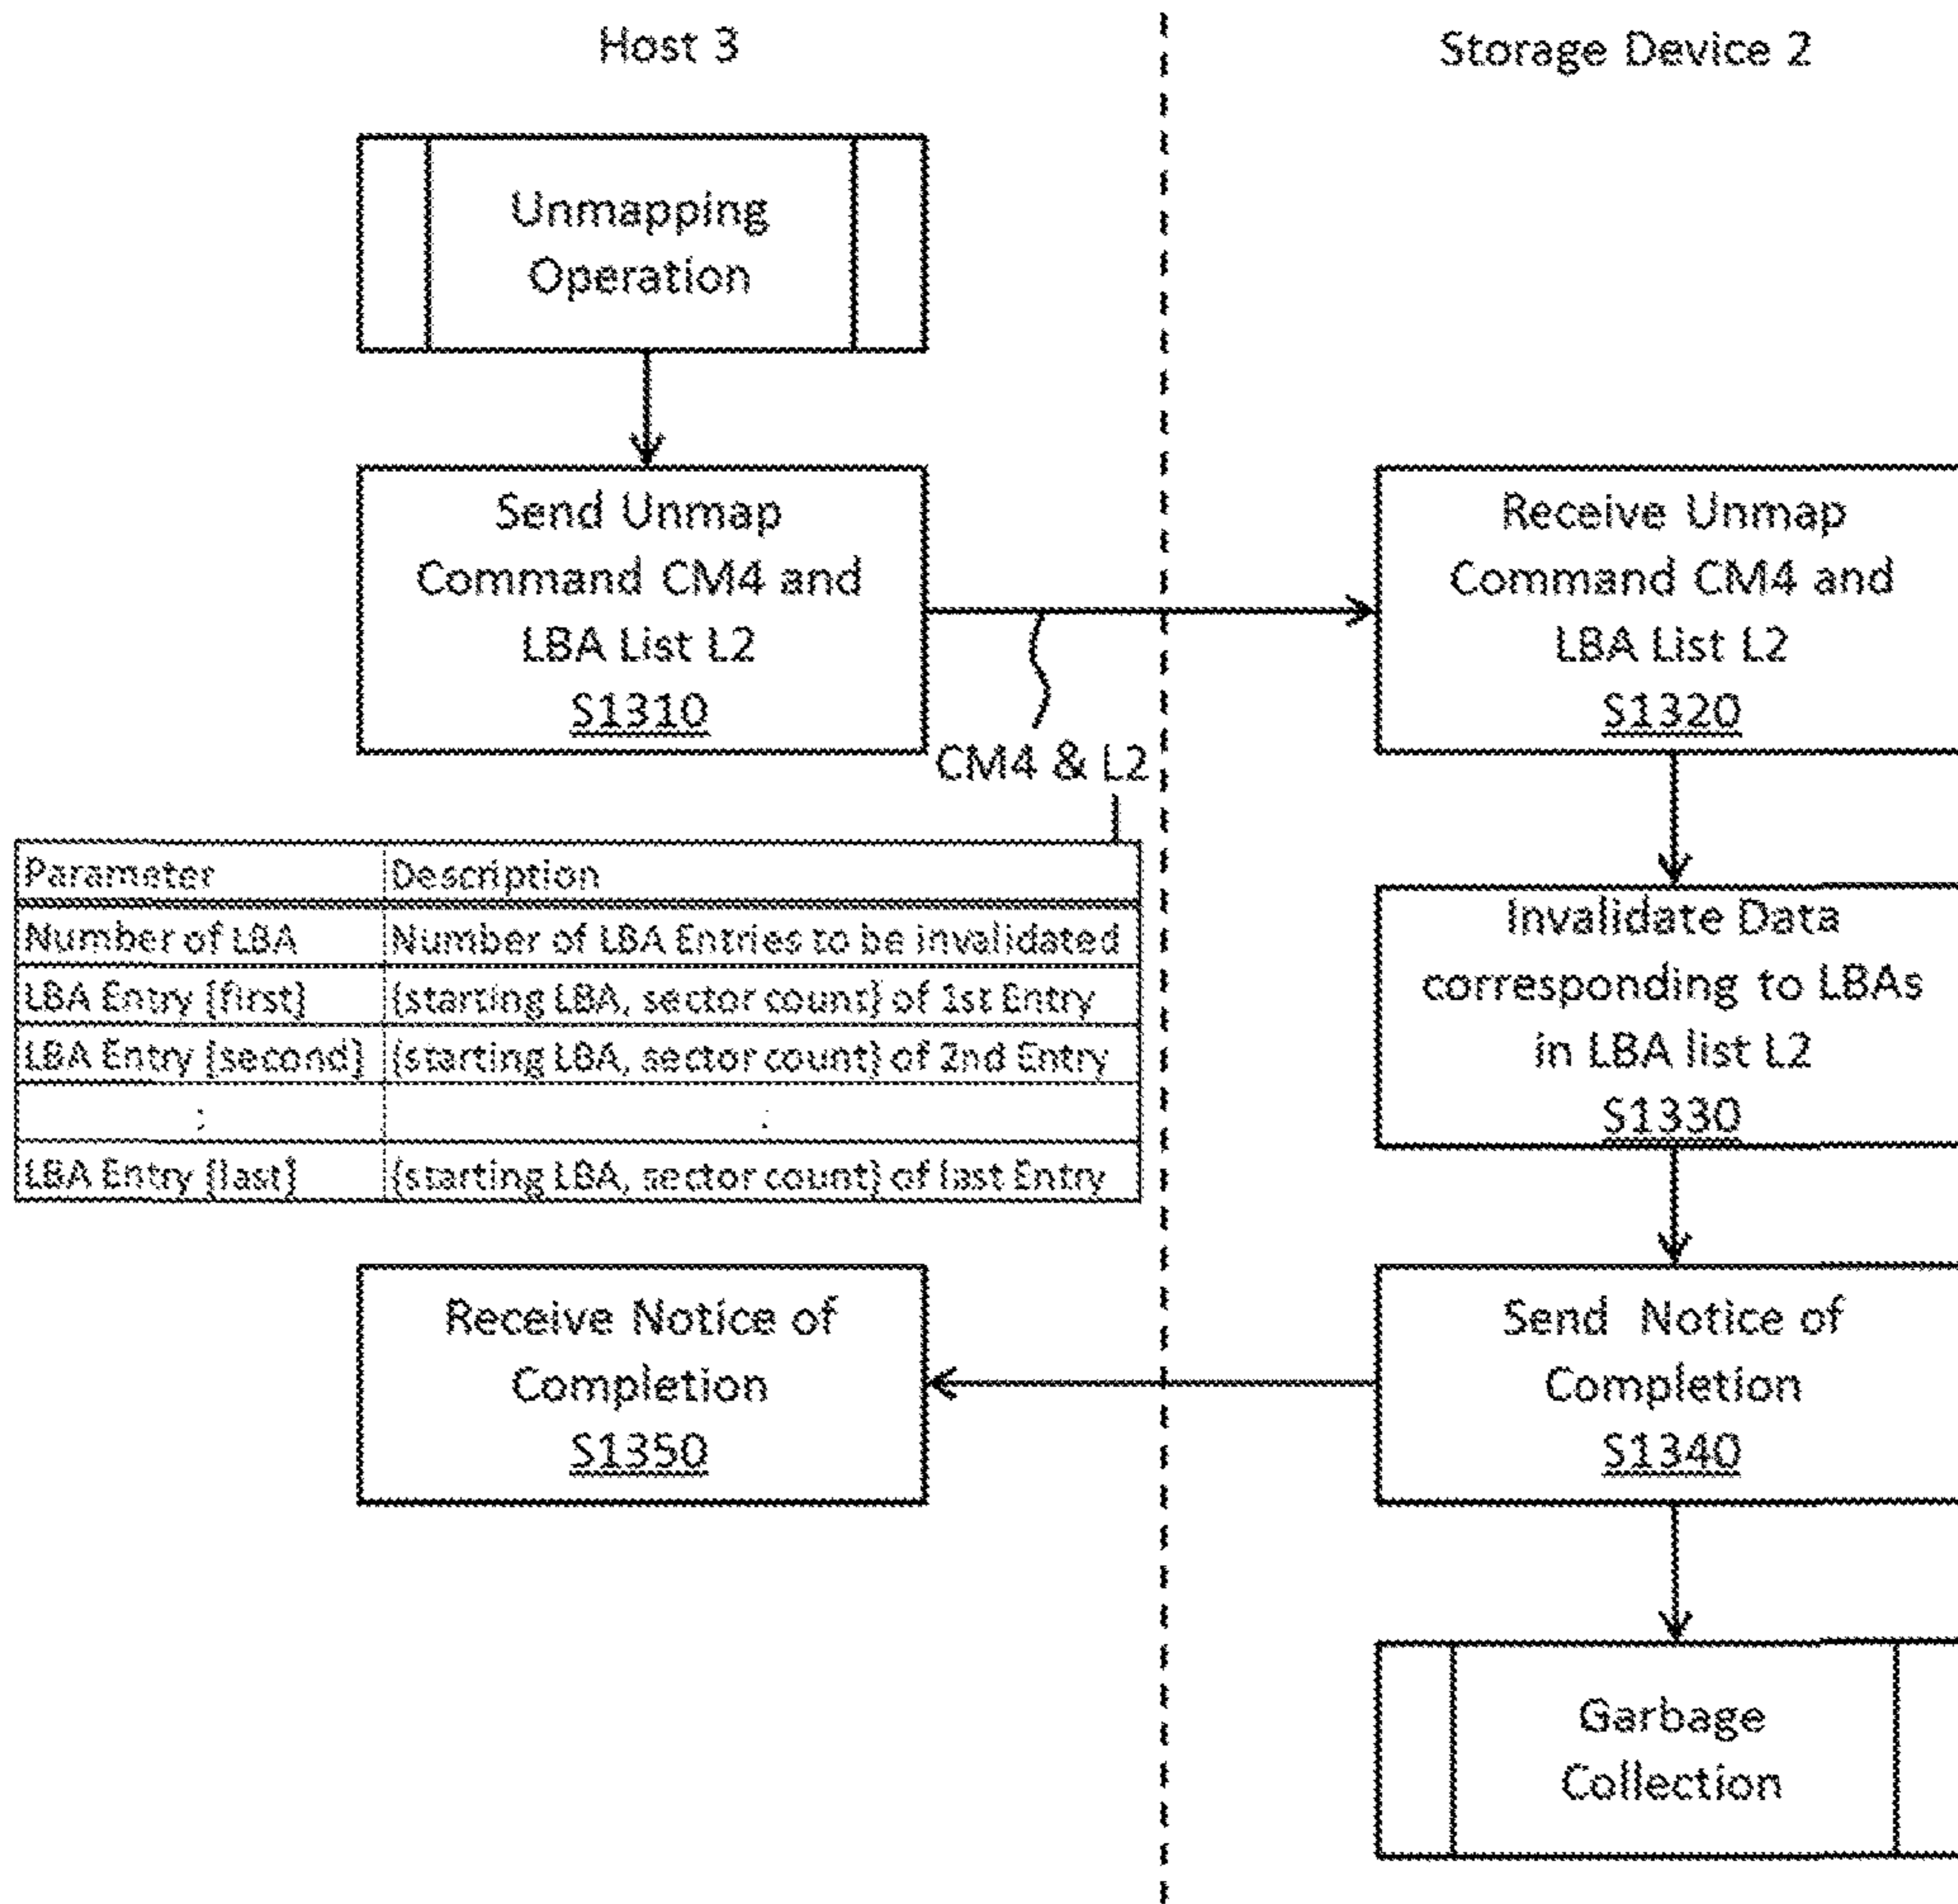 Host 3
Storage Device 2
Unmapping
Operation
Send Unmap
Command CM4 and
LBA List L2
S1310
Receive Unmap
Command CM4 and
LBA List L2
S1320
CM4 & L2
Parameter Description
Number of LBA Number of LBA Entries to be invalidated
LBA Entry [first] {starting LBA, sector count} of 1st Entry
LBA Entry [second] {starting LBA, sector count} of 2nd Entry
: :
LBA Entry [last] {starting LBA, sector count} of last Entry
Invalidate Data
corresponding to LBAs
in LBA list L2
S1330
Receive Notice of
Completion
S1350
Send Notice of
Completion
S1340
Garbage
Collection